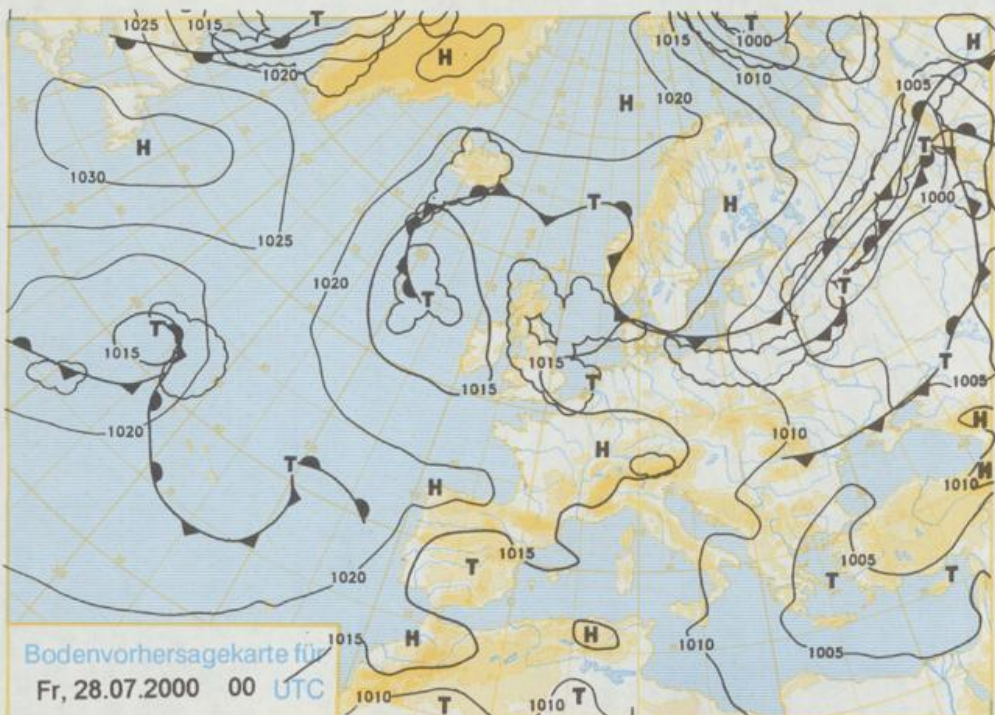 1025 1015 T T 1015 1000 H
1020 H 1010
H 1020 1005
H T
1030 H 1000
T
1025
1020 T
T
1015 T
1015 1015 T
T 1005
1020 1010 H
H
T H H
1010
1015 1005
T T T
1020
1015 H H 1010 1005
Bodenvorhersagekarte für
Fr, 28.07.2000 00 UTC
1010 T 1010 T T